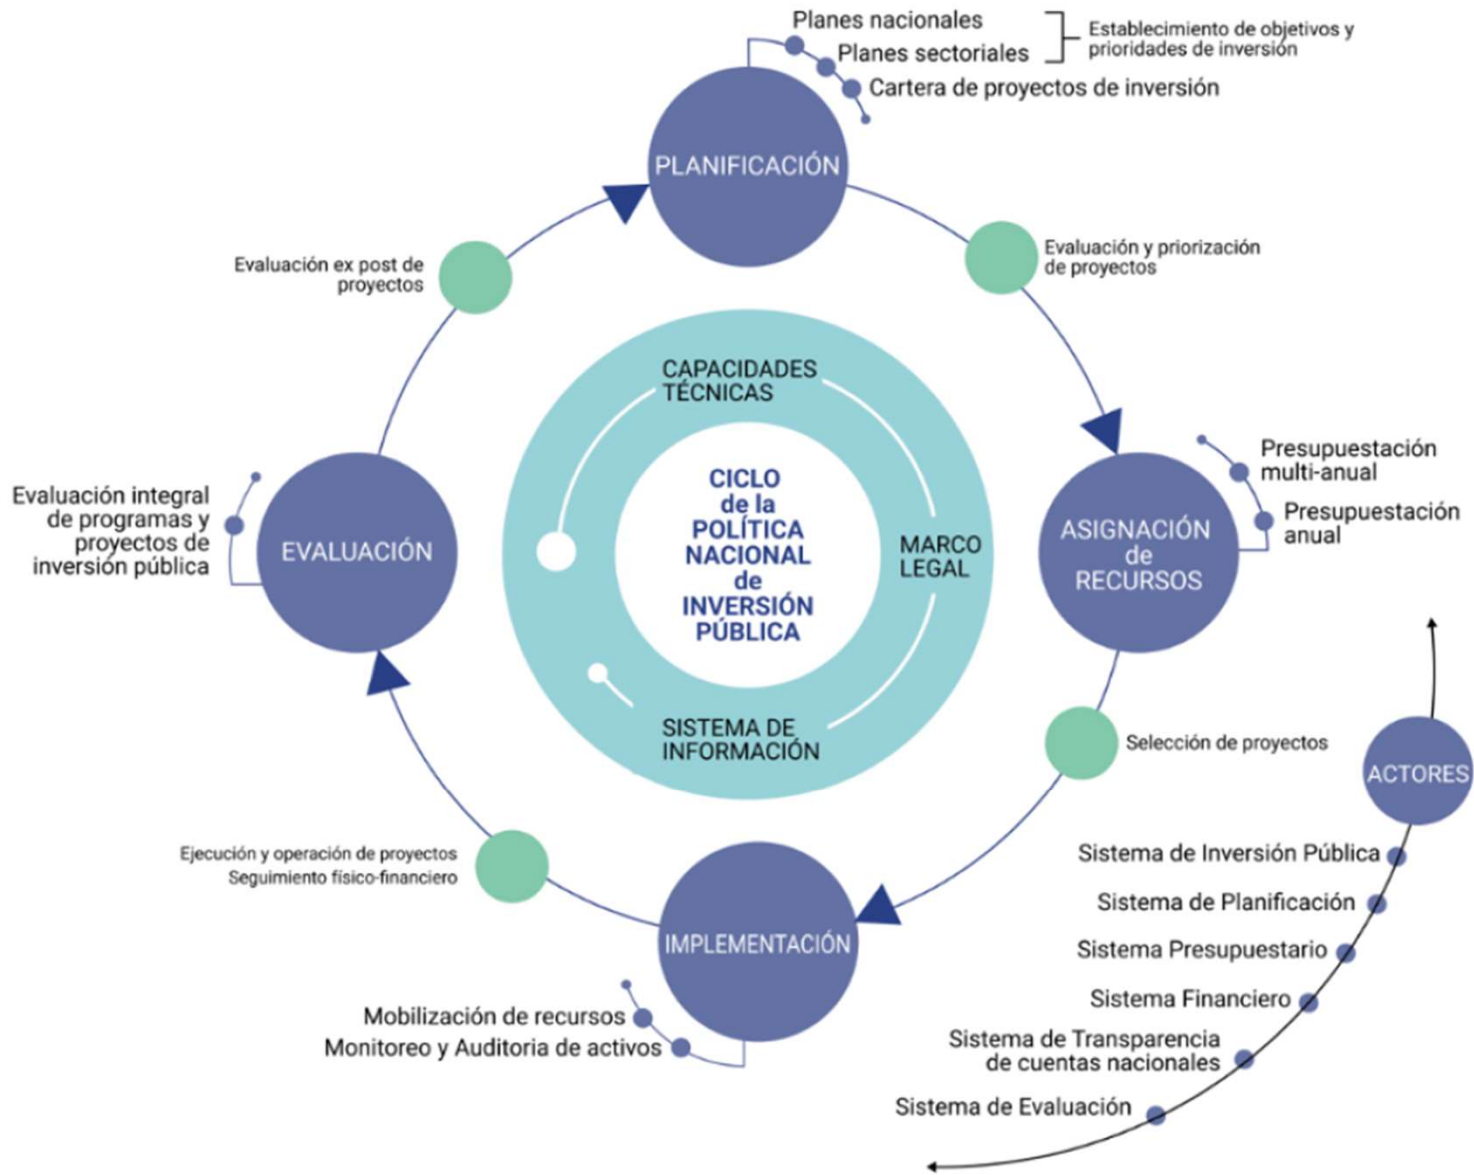 Planes nacionales
Planes sectoriales
Cartera de proyectos de inversión
Establecimiento de objetivos y
prioridades de inversión
PLANIFICACIÓN
Evaluación y priorización
de proyectos
Evaluación ex post de
proyectos
CAPACIDADES
TÉCNICAS
MARCO
LEGAL
SISTEMA DE
INFORMACIÓN
CICLO
de la
POLÍTICA
NACIONAL
de
INVERSIÓN
PÚBLICA
ASIGNACIÓN
de
RECURSOS
Presupuestación
multi-anual
Presupuestación
anual
Evaluación integral
de programas y
proyectos de
inversión pública
EVALUACIÓN
Selección de proyectos
Ejecución y operación de proyectos
Seguimiento físico-financiero
IMPLEMENTACIÓN
Mobilización de recursos
Monitoreo y Auditoria de activos
ACTORES
Sistema de Inversión Pública
Sistema de Planificación
Sistema Presupuestario
Sistema Financiero
Sistema de Transparencia
de cuentas nacionales
Sistema de Evaluación